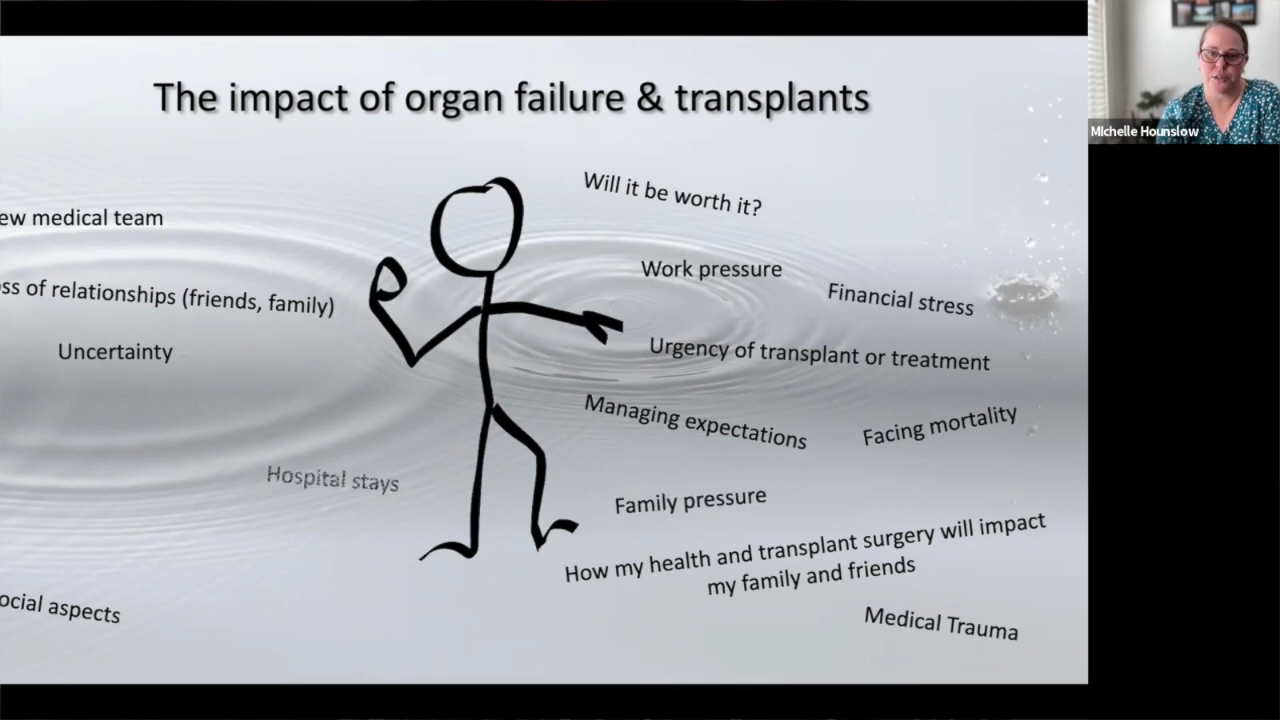 The impact of organ failure & transplants
MIchelle Hounslow
Will it be worth it?
ew medical team
Work pressure
Financial stress
ss of relationships (friends, family)
Uncertainty
Urgency of transplant or treatment
Managing expectations
Facing mortality
Hospital stays
Family pressure
How my health and transplant surgery will impact
my family and friends
ocial aspects
Medical Trauma